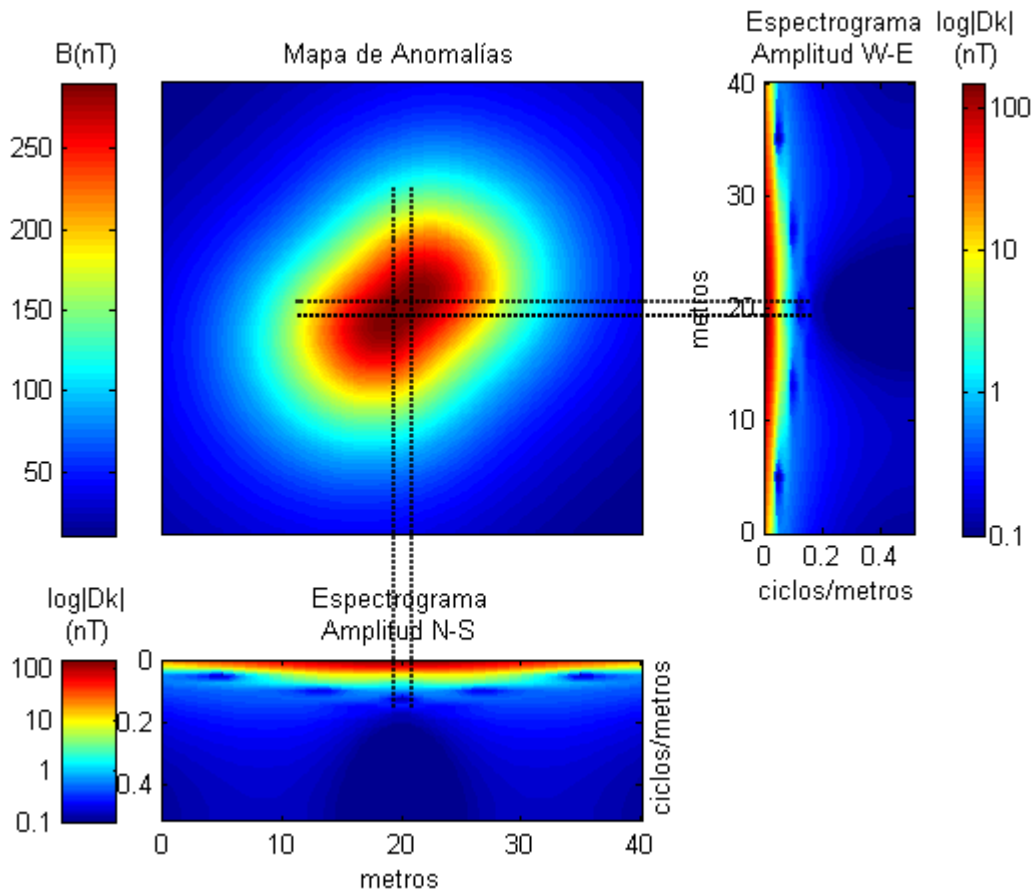 B(nT)
250
200
150
100
50
Mapa de Anomalías
Espectrograma
Amplitud W-E
40
30
20
10
0
metros
0 0.2 0.4
ciclos/metros
log|Dk|
(nT)
100
10
1
0.1
log|Dk|
(nT)
100
10
1
0.1
Espectrograma
Amplitud N-S
0
0.2
0.4
ciclos/metros
0 10 20 30 40
metros